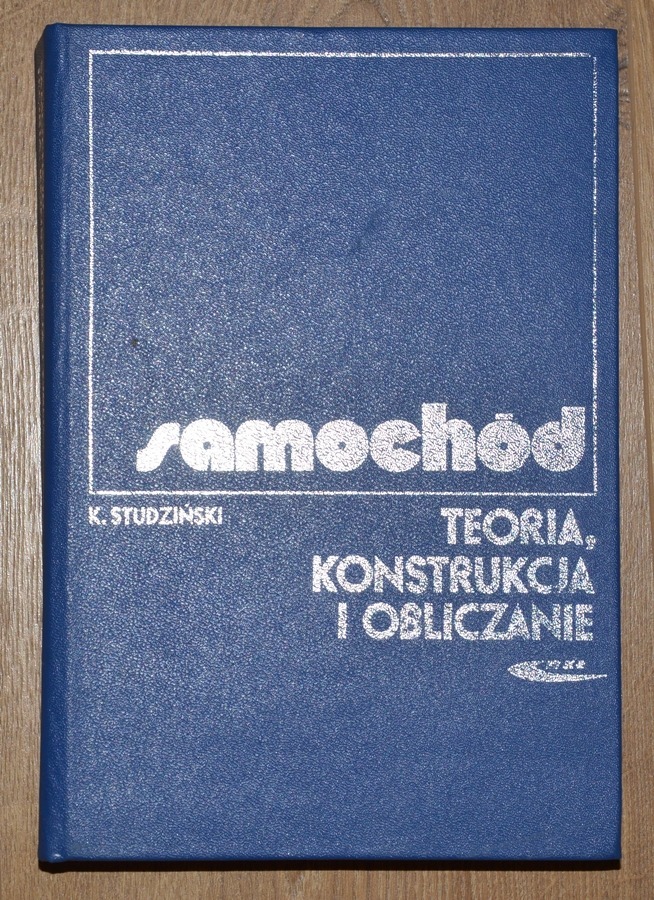 samochód
K. STUDZIŃSKI
TEORIA,
KONSTRUKCJA
I OBLICZANIE